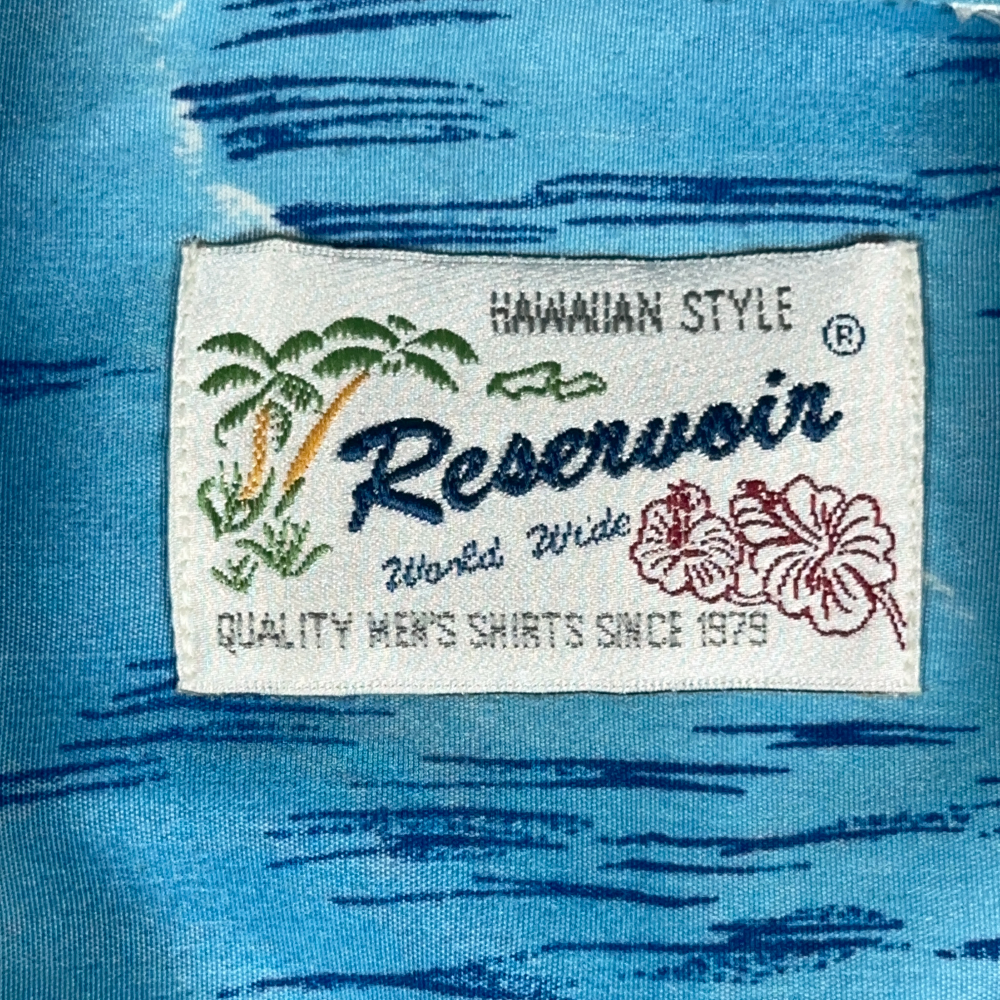 HAWAIIAN STYLE
®
Reservoir
World Wide
QUALITY MEN'S SHIRTS SINCE 1979